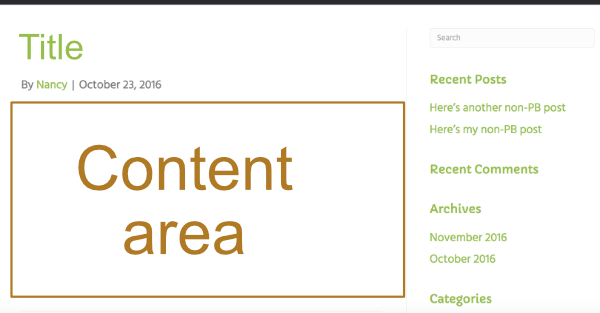 Title
By Nancy | October 23, 2016
Content
area
Search
Recent Posts
Here's another non-PB post
Here's my non-PB post
Recent Comments
Archives
November 2016
October 2016
Categories